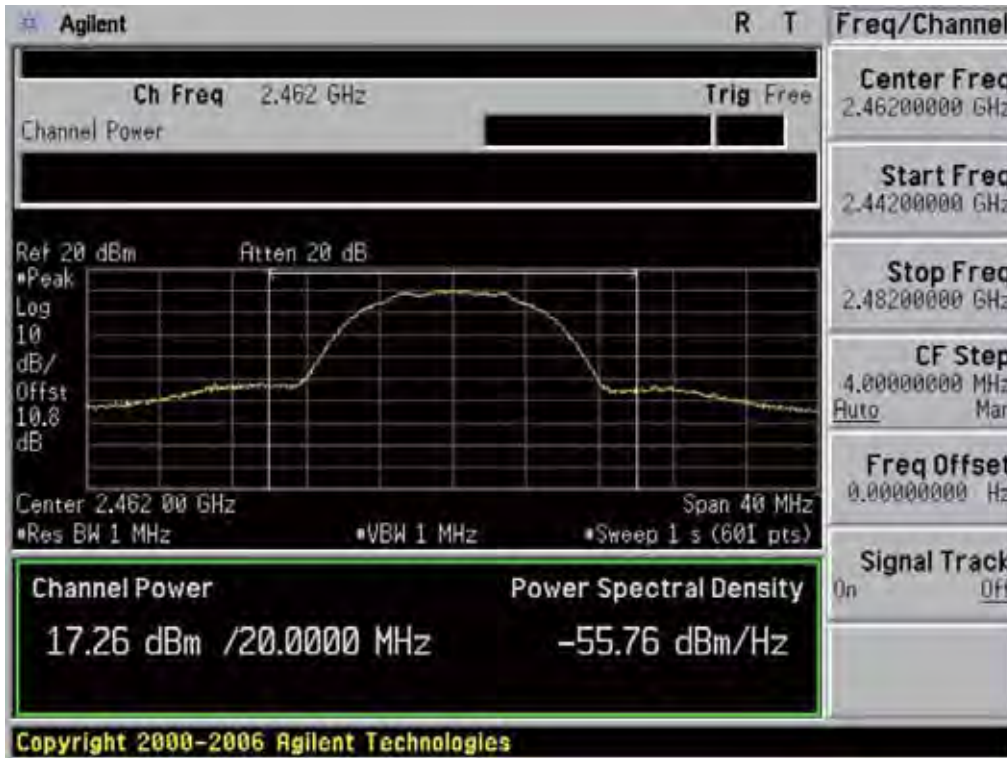 Agilent
R T
Freq/Channel
Ch Freq 2.462 GHz
Trig Free
Channel Power
Center Freq
2.46200000 GHz
Start Freq
2.44200000 GHz
Stop Freq
2.48200000 GHz
CF Step
4.00000000 MHz
Auto Man
Freq Offset
0.00000000 Hz
Signal Track
On Off
Ref 20 dBm
Atten 20 dB
#Peak
Log
10
dB/
Offst
10.8
dB
Center 2.462 00 GHz
Span 40 MHz
#Res BW 1 MHz
#VBW 1 MHz
#Sweep 1 s (601 pts)
Channel Power
Power Spectral Density
17.26 dBm /20.0000 MHz
-55.76 dBm/Hz
Copyright 2000-2006 Agilent Technologies